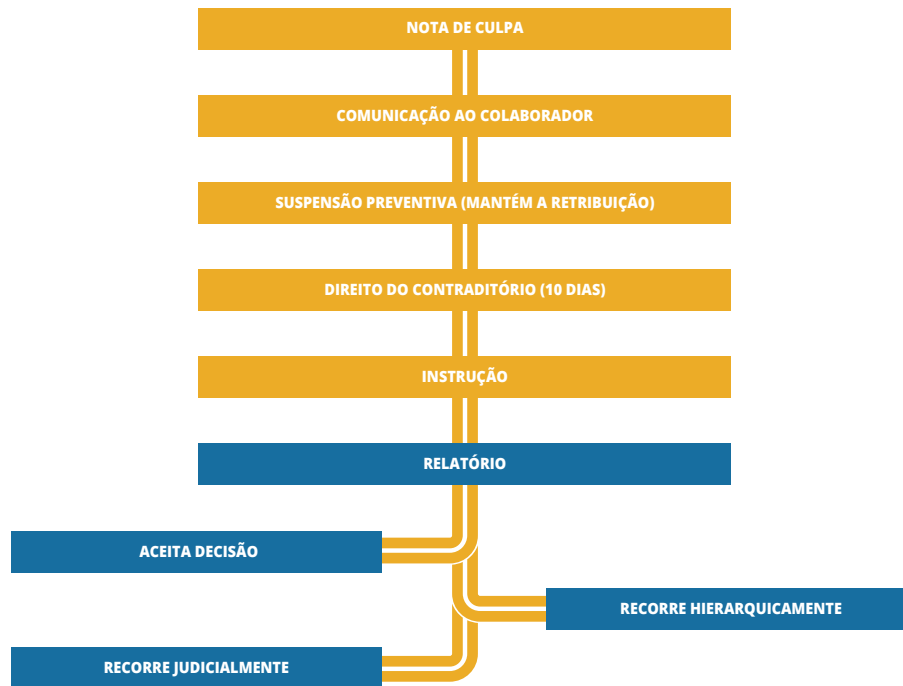 NOTA DE CULPA
COMUNICAÇÃO AO COLABORADOR
SUSPENSÃO PREVENTIVA (MANTÉM A RETRIBUIÇÃO)
DIREITO DO CONTRADITÓRIO (10 DIAS)
INSTRUÇÃO
RELATÓRIO
ACEITA DECISÃO
RECORRE HIERARQUICAMENTE
RECORRE JUDICIALMENTE